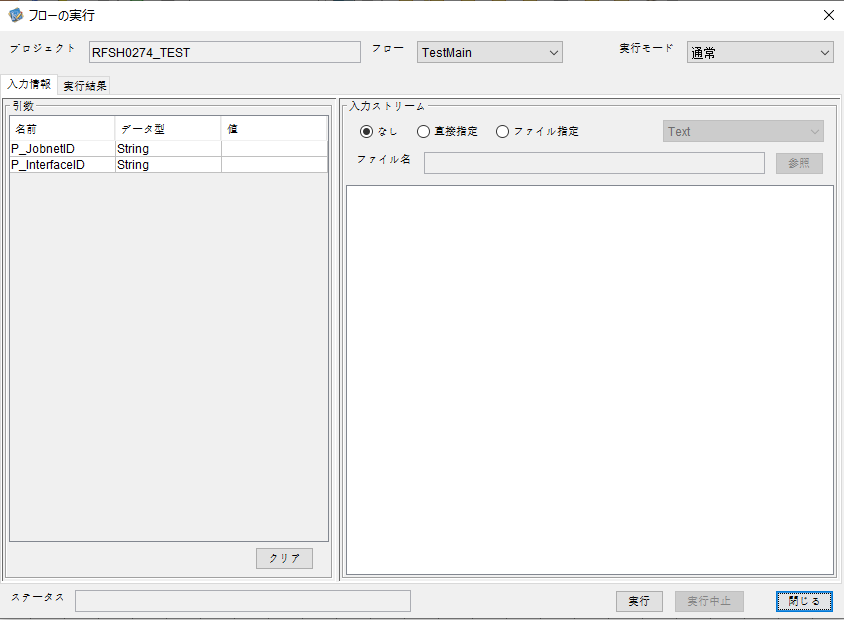 フローの実行
プロジェクト RFSH0274_TEST フロー TestMain 実行モード 通常
入力情報 実行結果
引数
名前 データ型 値
P_JobnetID String
P_InterfaceID String
クリア
入力ストリーム
なし 直接指定 ファイル指定 Text
ファイル名 参照
ステータス 実行 実行中止 閉じる